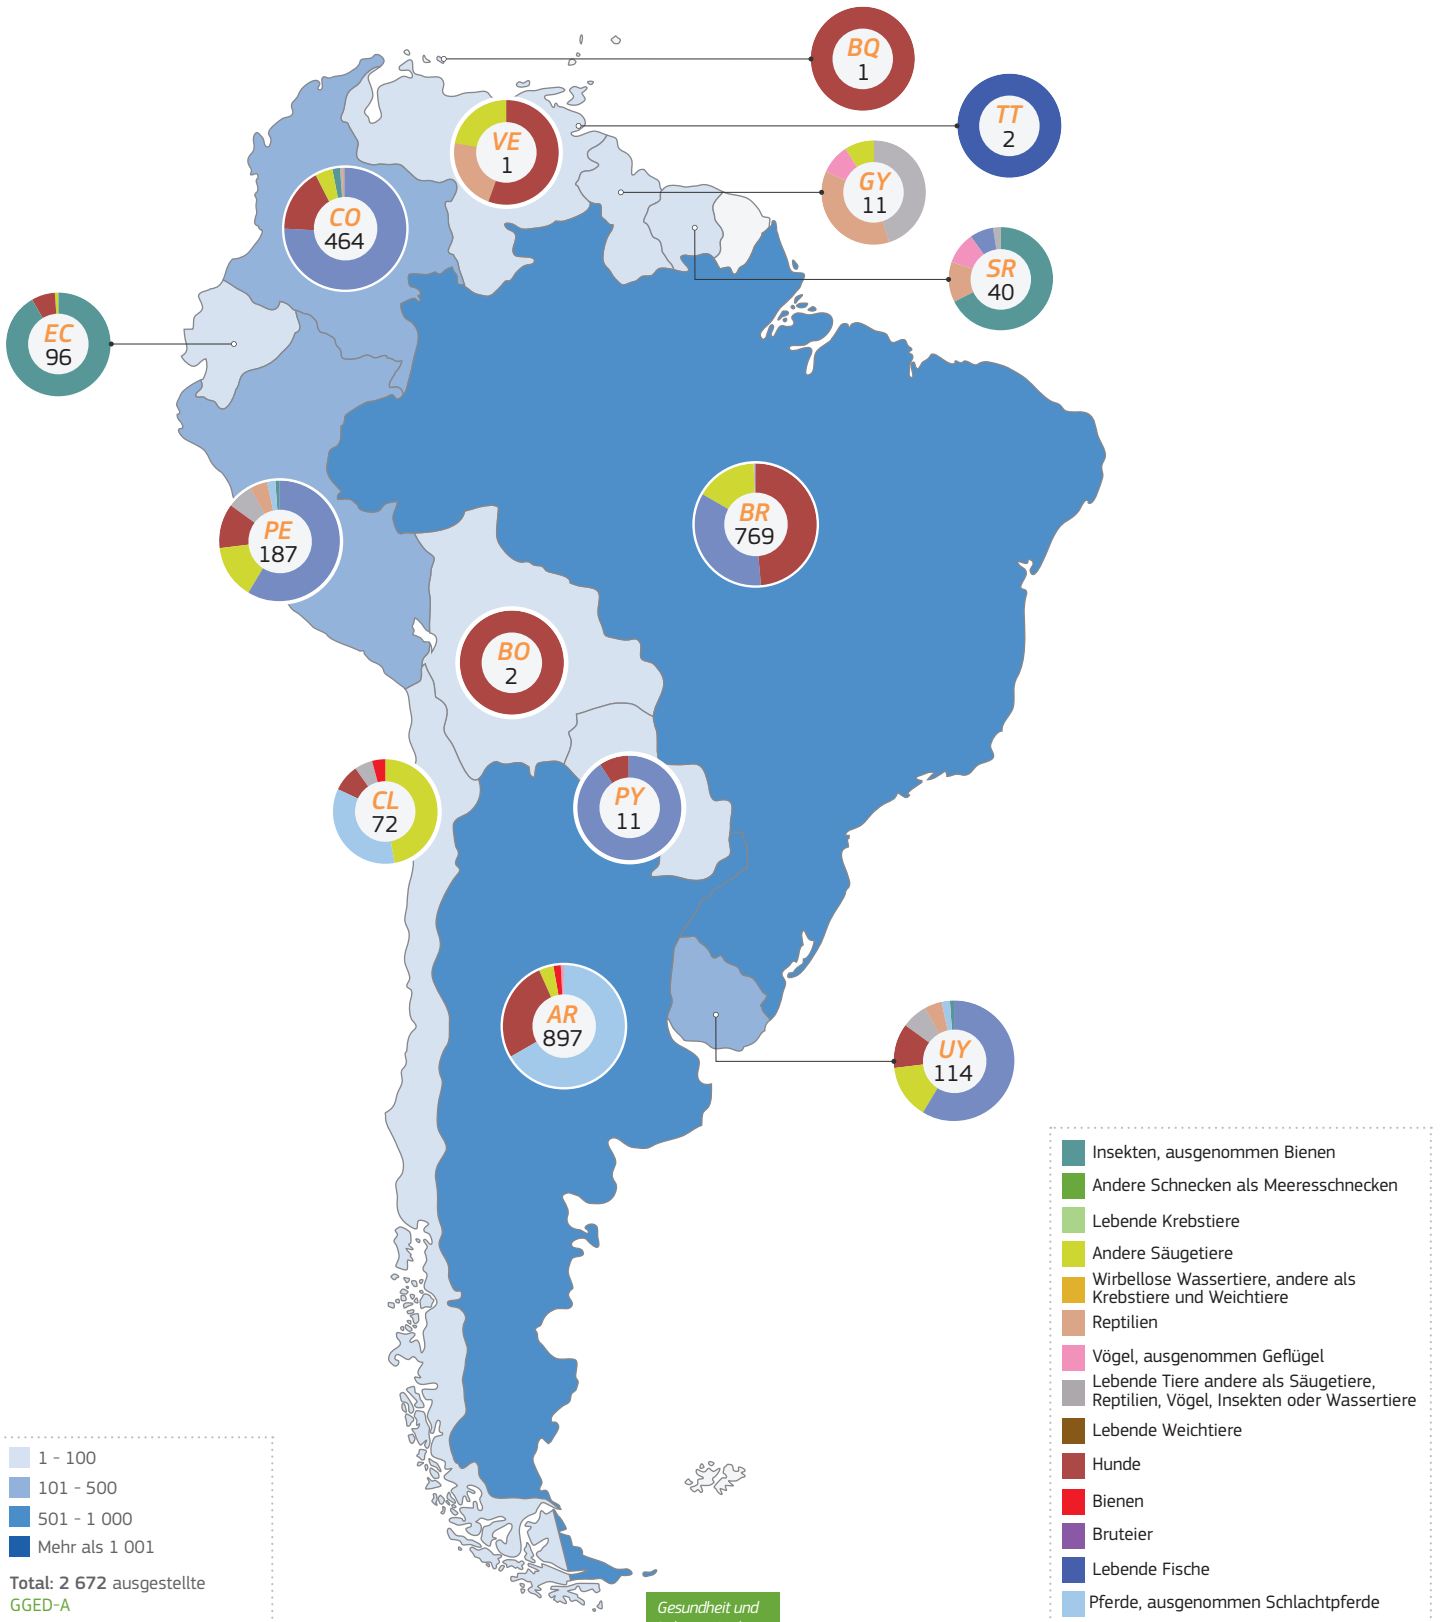 BQ
1
TT
2
VE
1
GY
11
CO
464
SR
40
EC
96
BR
769
PE
187
BO
2
CL
72
PY
11
AR
897
UY
114
Insekten, ausgenommen Bienen
Andere Schnecken als Meeresschnecken
Lebende Krebstiere
Andere Säugetiere
Wirbellose Wassertiere, andere als
Krebstiere und Weichtiere
Reptilien
Vögel, ausgenommen Geflügel
Lebende Tiere andere als Säugetiere,
Reptilien, Vögel, Insekten oder Wassertiere
Lebende Weichtiere
Hunde
Bienen
Bruteier
Lebende Fische
Pferde, ausgenommen Schlachtpferde
1 - 100
101 - 500
501 - 1 000
Mehr als 1 001
Total: 2 672 ausgestellte
GGED-A
Gesundheit und